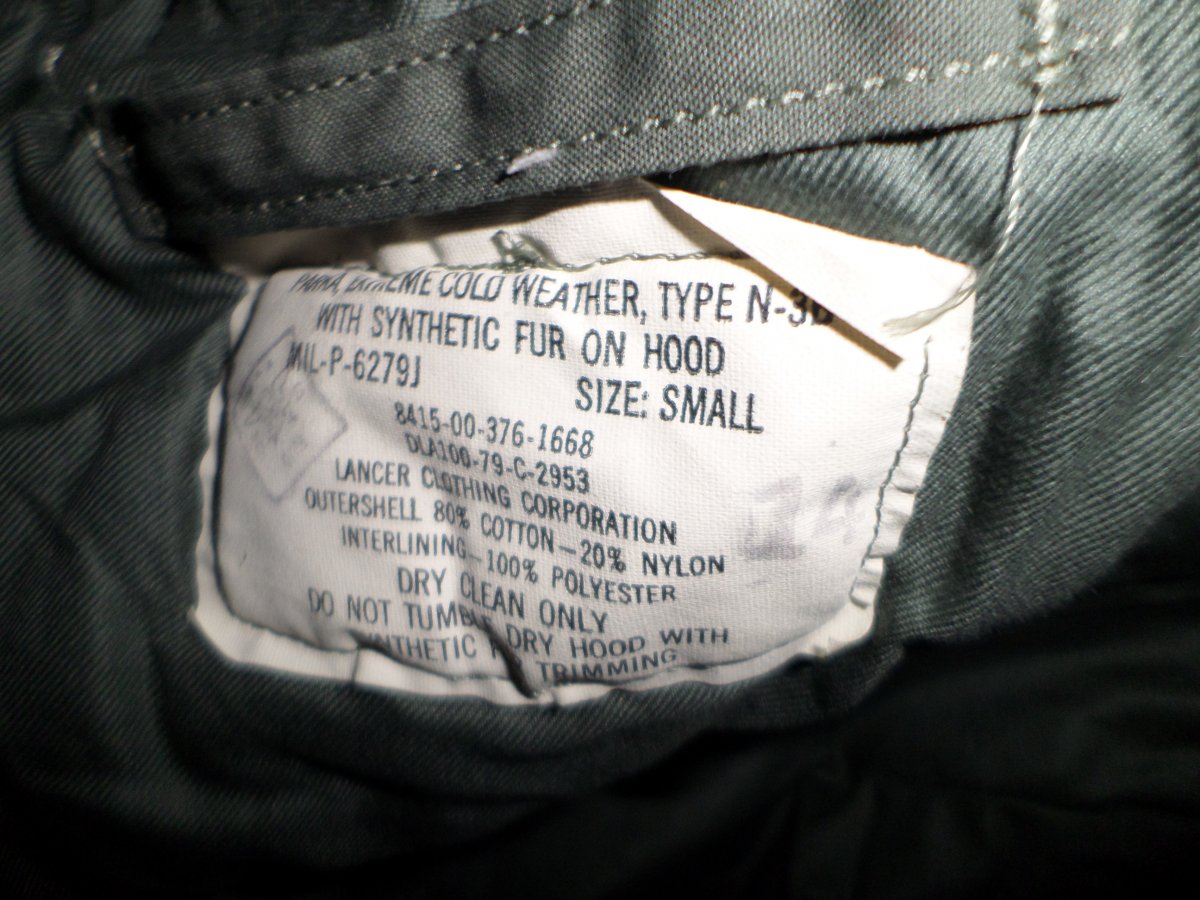 PARKA, EXTREME COLD WEATHER, TYPE N-3B
WITH SYNTHETIC FUR ON HOOD
MIL-P-6279J
SIZE: SMALL
8415-00-376-1668
DLA100-79-C-2953
LANCER CLOTHING CORPORATION
OUTERSHELL 80% COTTON-20% NYLON
INTERLINING-100% POLYESTER
DRY CLEAN ONLY
DO NOT TUMBLE DRY HOOD WITH
SYNTHETIC TRIMMING